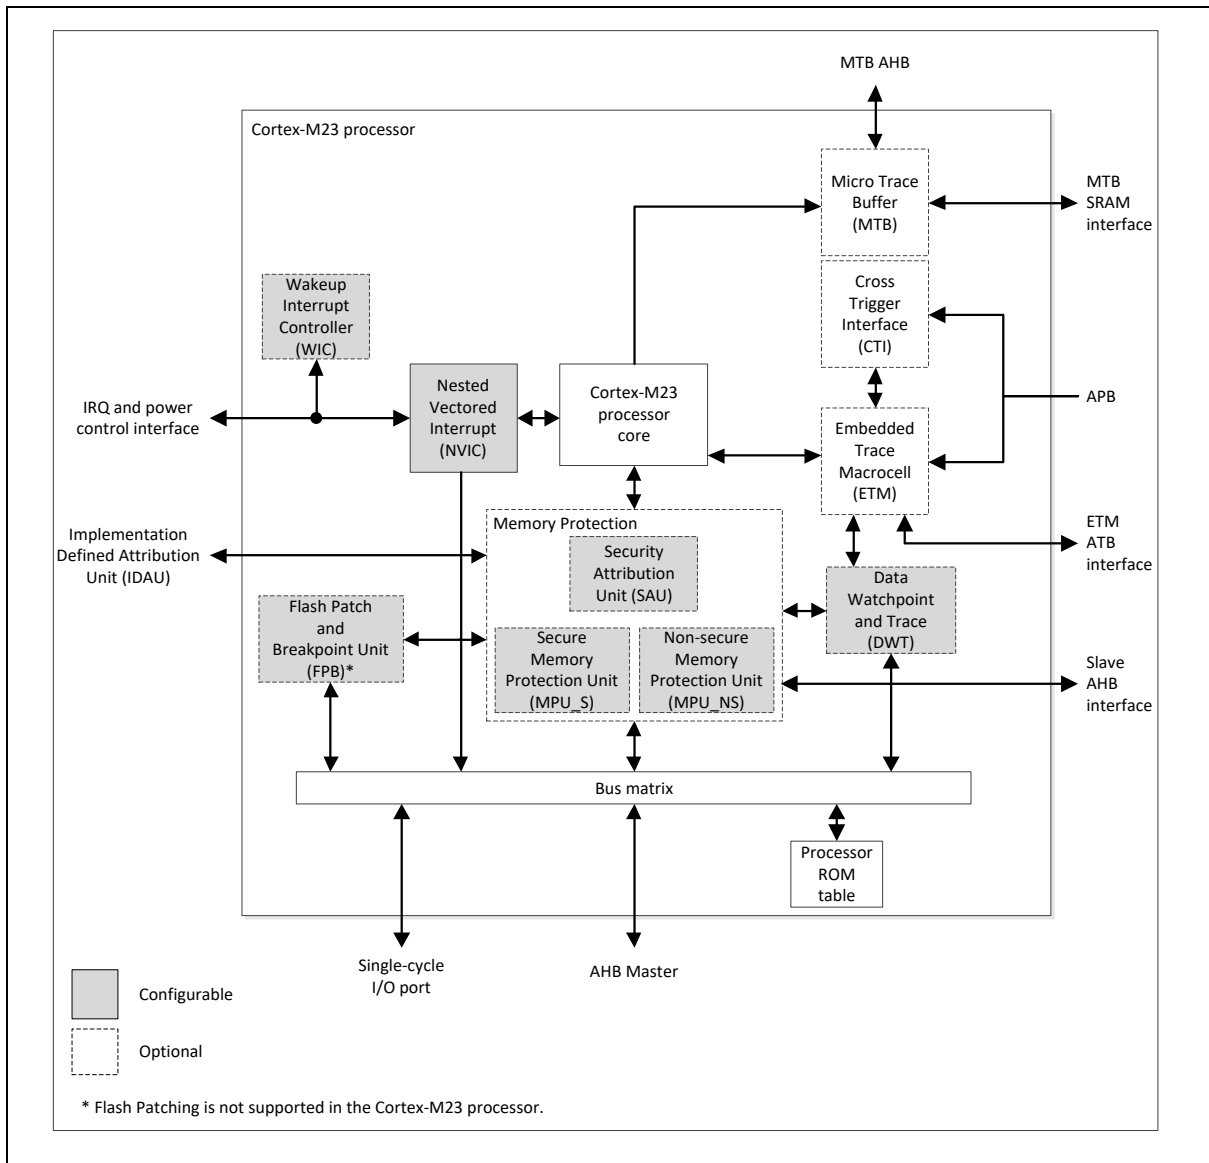 MTB AHB
Cortex-M23 processor
Micro Trace
Buffer
(MTB)
MTB
SRAM
interface
Wakeup
Interrupt
Controller
(WIC)
Cross
Trigger
Interface
(CTI)
IRQ and power
control interface
Nested
Vectored
Interrupt
(NVIC)
Cortex-M23
processor
core
APB
Embedded
Trace
Macrocell
(ETM)
Implementation
Defined Attribution
Unit (IDAU)
Memory Protection
Security
Attribution
Unit (SAU)
ETM
ATB
interface
Flash Patch
and
Breakpoint Unit
(FPB)*
Secure
Memory
Protection Unit
(MPU_S)
Non-secure
Memory
Protection Unit
(MPU_NS)
Data
Watchpoint
and Trace
(DWT)
Slave
AHB
interface
Bus matrix
Processor
ROM
table
Single-cycle
I/O port
AHB Master
Configurable
Optional
* Flash Patching is not supported in the Cortex-M23 processor.